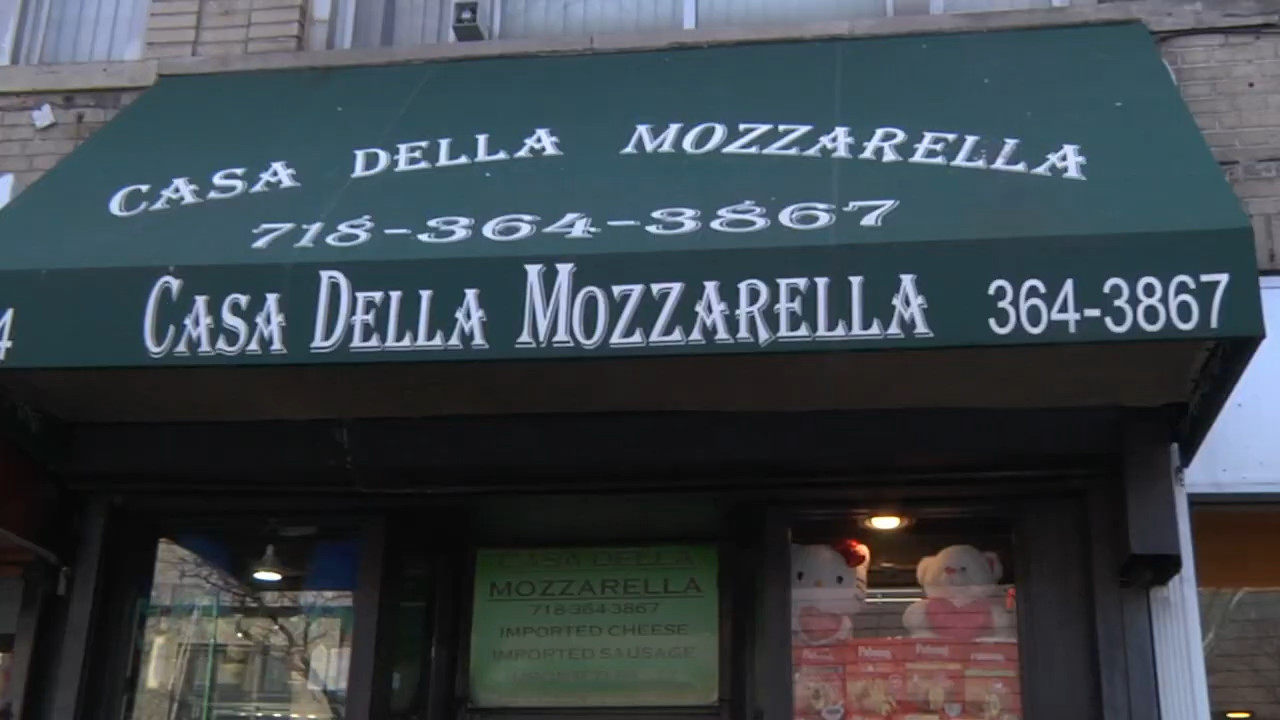 CASA DELLA MOZZARELLA
718-364-3867
4
CASA DELLA MOZZARELLA 364-3867
CASA DELLA
MOZZARELLA
718-364-3867
IMPORTED CHEESE
IMPORTED SAUSAGE